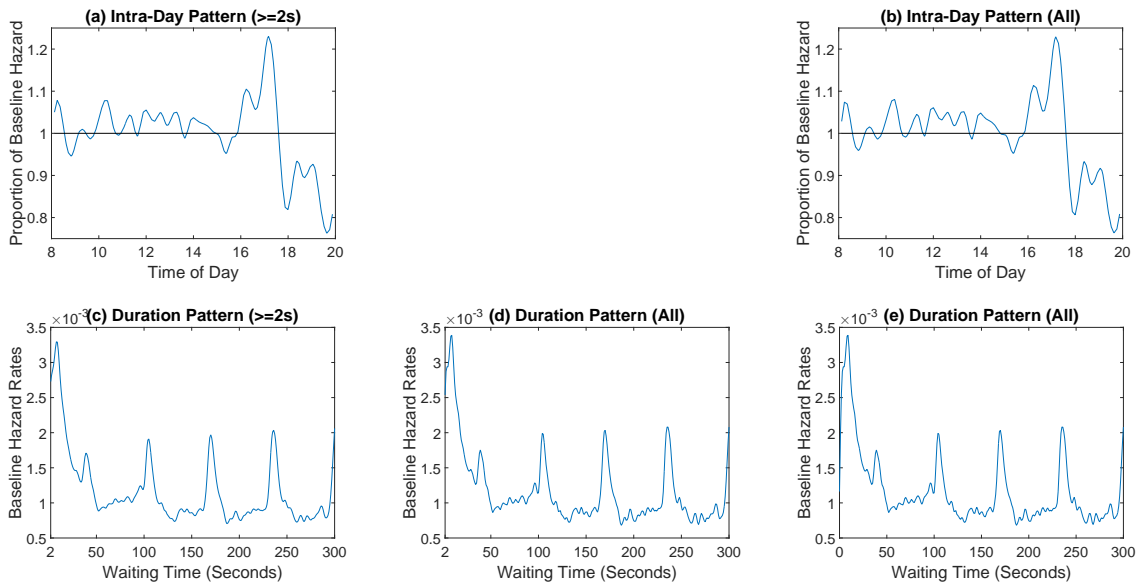 (a) Intra-Day Pattern (>=2s)
Proportion of Baseline Hazard
1.2
1.1
1
0.9
0.8
8 10 12 14 16 18 20
Time of Day
(b) Intra-Day Pattern (All)
Proportion of Baseline Hazard
1.2
1.1
1
0.9
0.8
8 10 12 14 16 18 20
Time of Day
×10⁻³
(c) Duration Pattern (>=2s)
Baseline Hazard Rates
3.5
3
2.5
2
1.5
1
0.5
2 50 100 150 200 250 300
Waiting Time (Seconds)
×10⁻³
(d) Duration Pattern (All)
Baseline Hazard Rates
3.5
3
2.5
2
1.5
1
0.5
2 50 100 150 200 250 300
Waiting Time (Seconds)
×10⁻³
(e) Duration Pattern (All)
Baseline Hazard Rates
3.5
3
2.5
2
1.5
1
0.5
0 50 100 150 200 250 300
Waiting Time (Seconds)